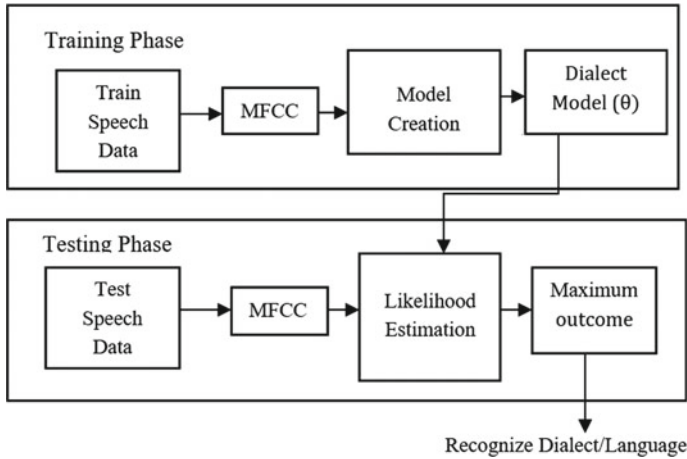 Training Phase
Train
Speech
Data
MFCC
Model
Creation
Dialect
Model (θ)
Testing Phase
Test
Speech
Data
MFCC
Likelihood
Estimation
Maximum
outcome
Recognize Dialect/Language